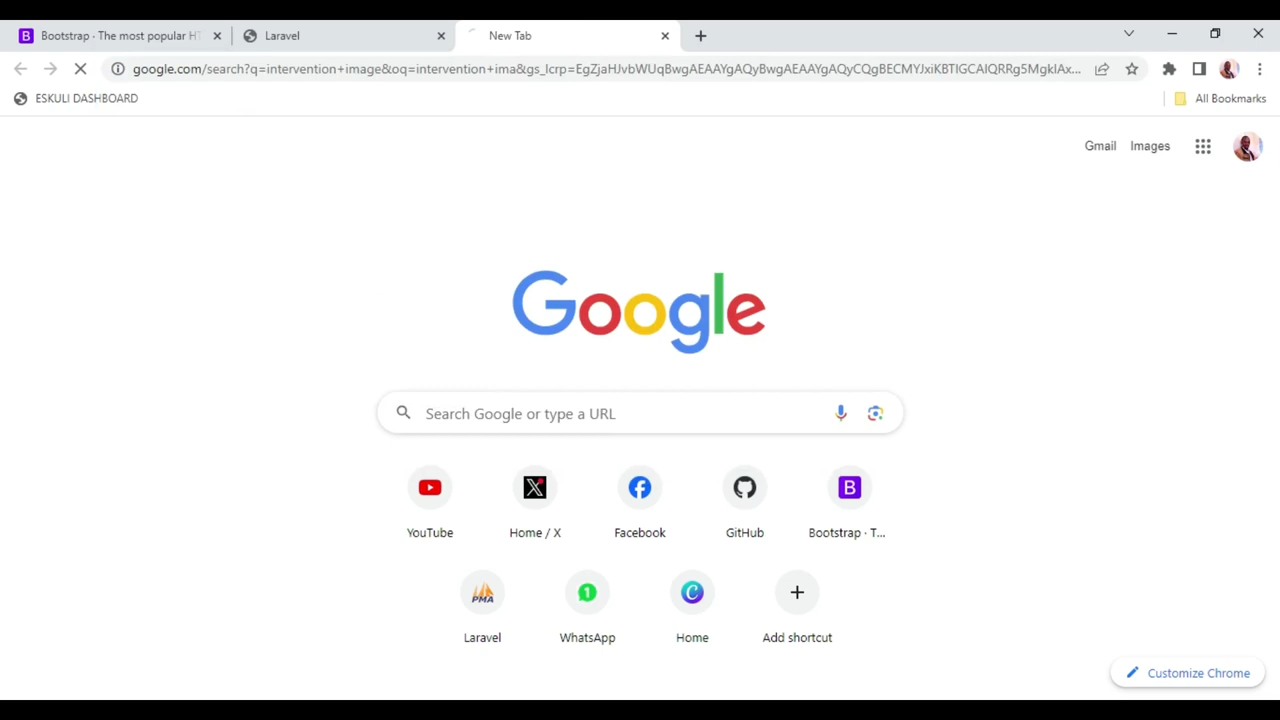 Bootstrap · The most popular HT
Laravel
New Tab
google.com/search?q=intervention+image&oq=intervention+ima&gs_lcrp=EgZjaHJvbWUqBwgAEAAYgAQyBwgAEAAYgAQyCQgBECMYJxiKBTIGCAIQRRg5MgkIAx...
ESKULI DASHBOARD
All Bookmarks
Gmail
Images
Google
Search Google or type a URL
YouTube
Home / X
Facebook
GitHub
Bootstrap · T...
PMA
Laravel
WhatsApp
Home
Add shortcut
Customize Chrome